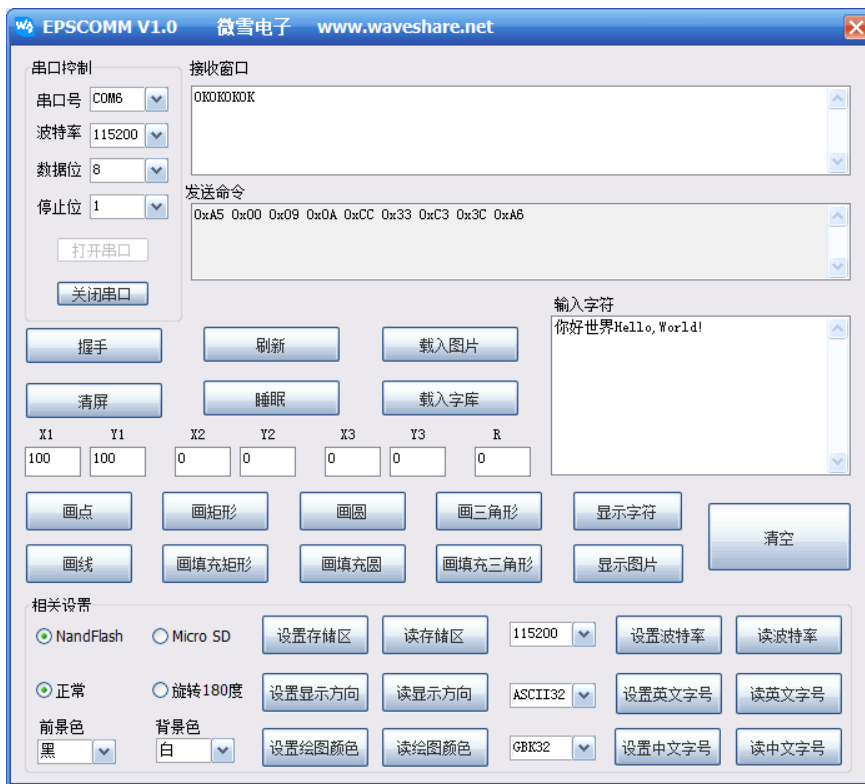 EPSCOMM V1.0 微雪电子 www.waveshare.net
串口控制
串口号 COM6
波特率 115200
数据位 8
停止位 1
打开串口
关闭串口
接收窗口
OKOKOKOK
发送命令
0xA5 0x00 0x09 0x0A 0xCC 0x33 0xC3 0x3C 0xA6
输入字符
你好世界Hello,World!
握手 刷新 载入图片
清屏 睡眠 载入字库
X1 Y1 X2 Y2 X3 Y3 R
100 100 0 0 0 0 0
画点 画矩形 画圆 画三角形 显示字符
画线 画填充矩形 画填充圆 画填充三角形 显示图片
清空
相关设置
NandFlash Micro SD 设置存储区 读存储区 115200 设置波特率 读波特率
正常 旋转180度 设置显示方向 读显示方向 ASCII32 设置英文字号 读英文字号
前景色 背景色
黑 白 设置绘图颜色 读绘图颜色 GBK32 设置中文字号 读中文字号